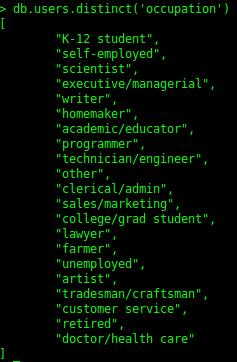 > db.users.distinct('occupation')
[
"K-12 student",
"self-employed",
"scientist",
"executive/managerial",
"writer",
"homemaker",
"academic/educator",
"programmer",
"technician/engineer",
"other",
"clerical/admin",
"sales/marketing",
"college/grad student",
"lawyer",
"farmer",
"unemployed",
"artist",
"tradesman/craftsman",
"customer service",
"retired",
"doctor/health care"
]